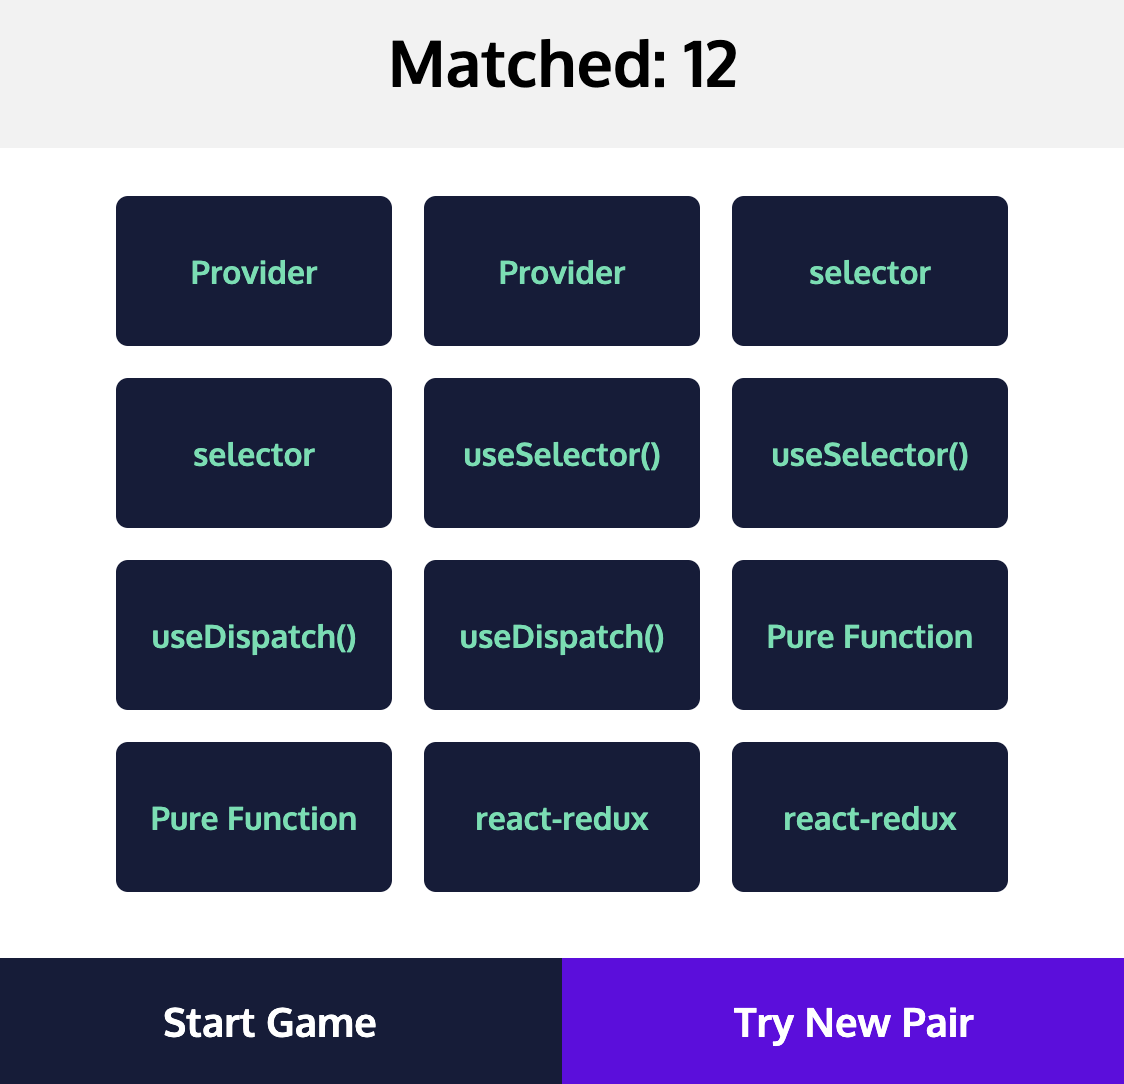 Matched: 12
Provider
Provider
selector
selector
useSelector()
useSelector()
useDispatch()
useDispatch()
Pure Function
Pure Function
react-redux
react-redux
Start Game
Try New Pair